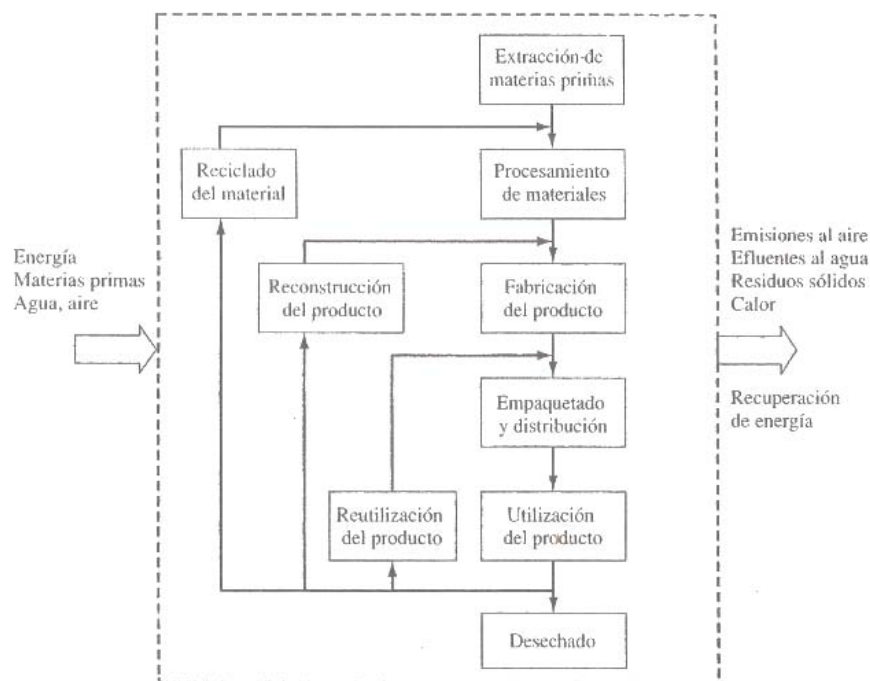 Extracción de
materias primas
Reciclado
del material
Procesamiento
de materiales
Energía
Materias primas
Agua, aire
Reconstrucción
del producto
Fabricación
del producto
Emisiones al aire
Efluentes al agua
Residuos sólidos
Calor
Recuperación
de energía
Empaquetado
y distribución
Reutilización
del producto
Utilización
del producto
Desechado